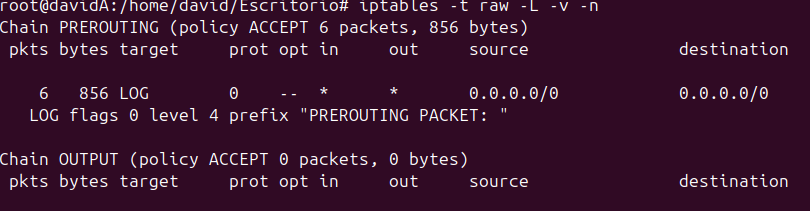 root@davidA:/home/david/Escritorio# iptables -t raw -L -v -n
Chain PREROUTING (policy ACCEPT 6 packets, 856 bytes)
 pkts bytes target     prot opt in     out     source               destination
    6   856 LOG        0    --  *      *       0.0.0.0/0            0.0.0.0/0
   LOG flags 0 level 4 prefix "PREROUTING PACKET: "
Chain OUTPUT (policy ACCEPT 0 packets, 0 bytes)
 pkts bytes target     prot opt in     out     source               destination